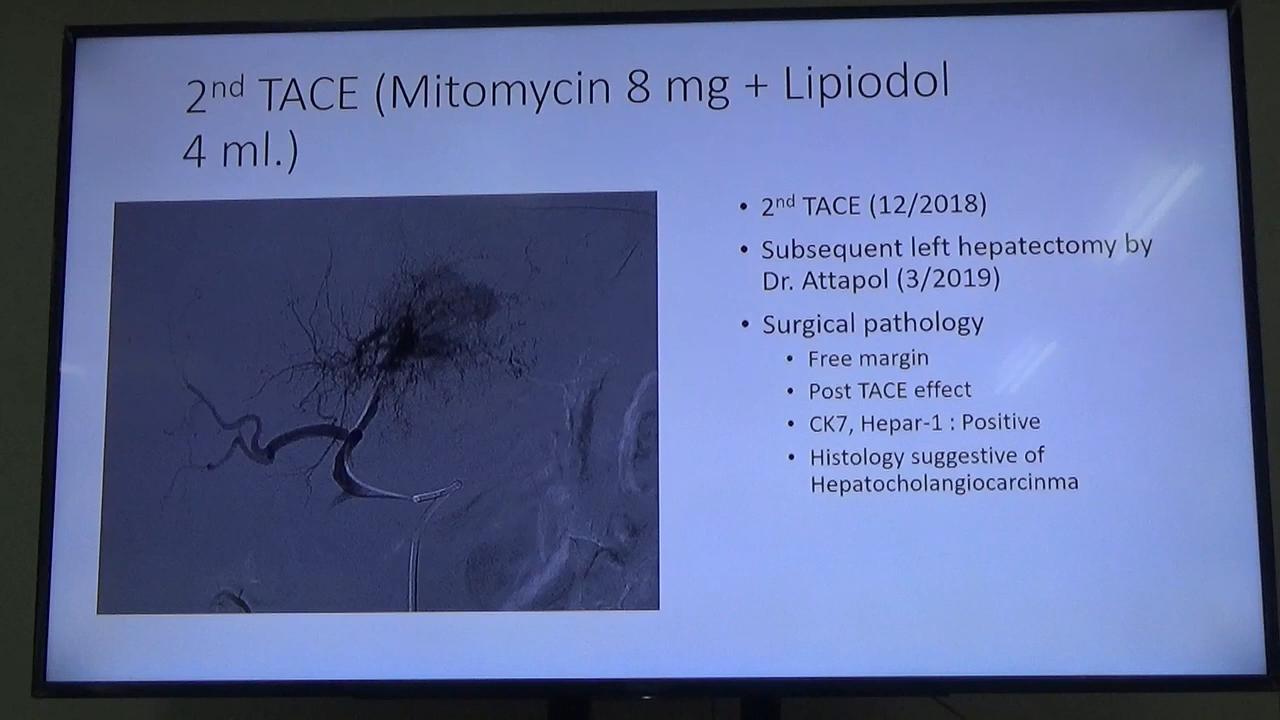 2nd TACE (Mitomycin 8 mg + Lipiodol
4 ml.)
• 2nd TACE (12/2018)
• Subsequent left hepatectomy by
Dr. Attapol (3/2019)
• Surgical pathology
• Free margin
• Post TACE effect
• CK7, Hepar-1 : Positive
• Histology suggestive of
Hepatocholangiocarcinma